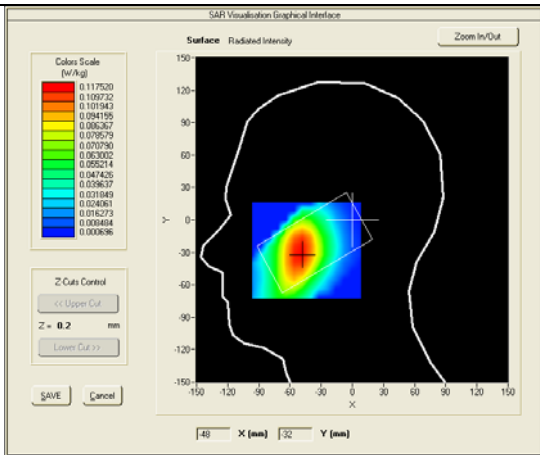 SAR Visualisation Graphical Interface
Surface Radiated Intensity
Zoom In/Out
Colors Scale
(W/kg)
0.117520
0.109732
0.101943
0.094155
0.086367
0.078579
0.070790
0.063002
0.055214
0.047426
0.039637
0.031849
0.024061
0.016273
0.008484
0.000696
150
120
90
60
30
0
-30
-60
-90
-120
-150
Y
-150 -120 -90 -60 -30 0 30 60 90 120 150
X
Z Cuts Control
<< Upper Cut
Z = 0.2 mm
Lower Cut >>
SAVE Cancel
-48 X (mm) -32 Y (mm)